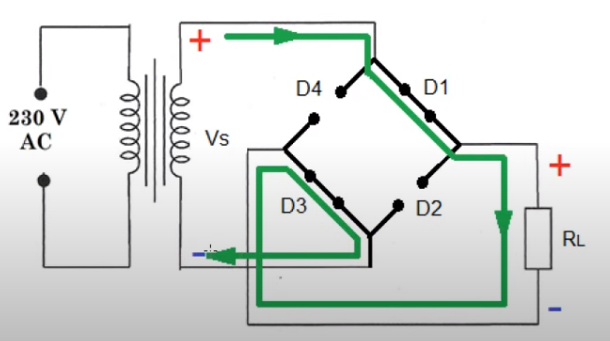 +
D4
D1
230 V
AC
Vs
+
D3
D2
RL
-
-